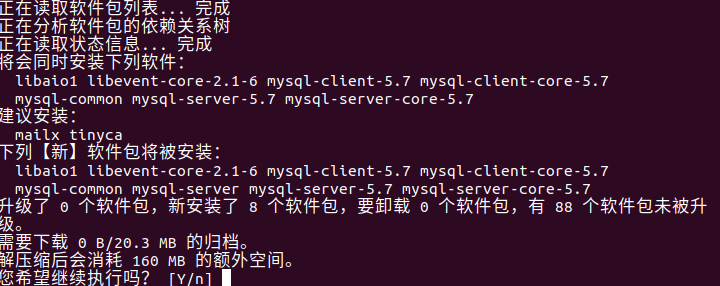 正在读取软件包列表... 完成
正在分析软件包的依赖关系树
正在读取状态信息... 完成
将会同时安装下列软件：
libaio1 libevent-core-2.1-6 mysql-client-5.7 mysql-client-core-5.7
mysql-common mysql-server-5.7 mysql-server-core-5.7
建议安装：
mailx tinyca
下列【新】软件包将被安装：
libaio1 libevent-core-2.1-6 mysql-client-5.7 mysql-client-core-5.7
mysql-common mysql-server mysql-server-5.7 mysql-server-core-5.7
升级了 0 个软件包，新安装了 8 个软件包，要卸载 0 个软件包，有 88 个软件包未被升
级。
需要下载 0 B/20.3 MB 的归档。
解压缩后会消耗 160 MB 的额外空间。
您希望继续执行吗？ [Y/n]